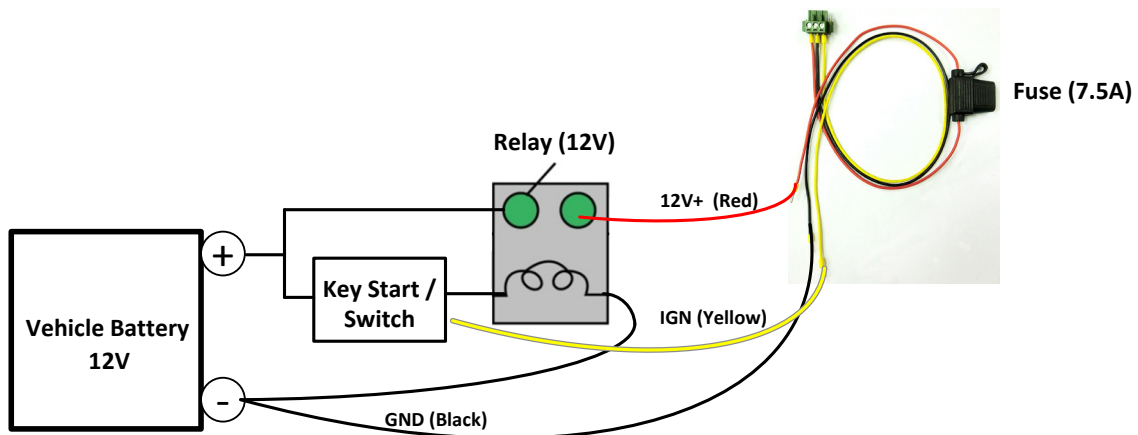 Fuse (7.5A)
Relay (12V)
12V+ (Red)
+
Key Start /
Switch
Vehicle Battery
12V
IGN (Yellow)
-
GND (Black)